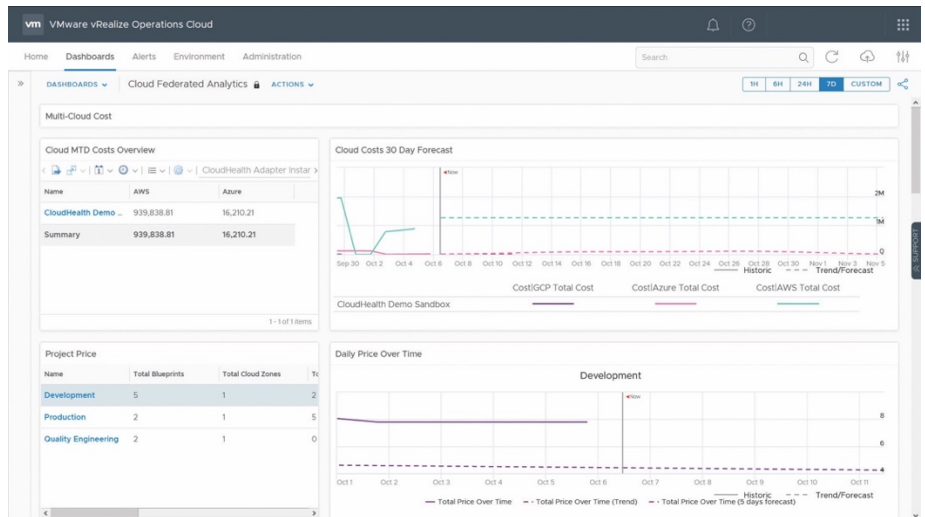 vm VMware vRealize Operations Cloud
Home Dashboards Alerts Environment Administration Search
DASHBOARDS Cloud Federated Analytics ACTIONS 1H 6H 24H 7D CUSTOM
Multi-Cloud Cost
Cloud MTD Costs Overview
CloudHealth Adapter Instar
Name AWS Azure
CloudHealth Demo ... 939,838.81 16,210.21
Summary 939,838.81 16,210.21
1 - 1 of 1 items
Cloud Costs 30 Day Forecast
Now
2M
1M
0
Sep 30 Oct 2 Oct 4 Oct 6 Oct 8 Oct 10 Oct 12 Oct 14 Oct 16 Oct 18 Oct 20 Oct 22 Oct 24 Oct 26 Oct 28 Oct 30 Nov 1 Nov 3 Nov 5
Historic Trend/Forecast
Cost|GCP Total Cost Cost|Azure Total Cost Cost|AWS Total Cost
CloudHealth Demo Sandbox
SUPPORT
Project Price
Name Total Blueprints Total Cloud Zones To
Development 5 1 2
Production 2 1 5
Quality Engineering 2 1 0
Daily Price Over Time
Development
Now
8
6
4
Oct 1 Oct 2 Oct 3 Oct 4 Oct 5 Oct 6 Oct 7 Oct 8 Oct 9 Oct 10 Oct 11
Historic Trend/Forecast
Total Price Over Time Total Price Over Time (Trend) Total Price Over Time (5 days forecast)